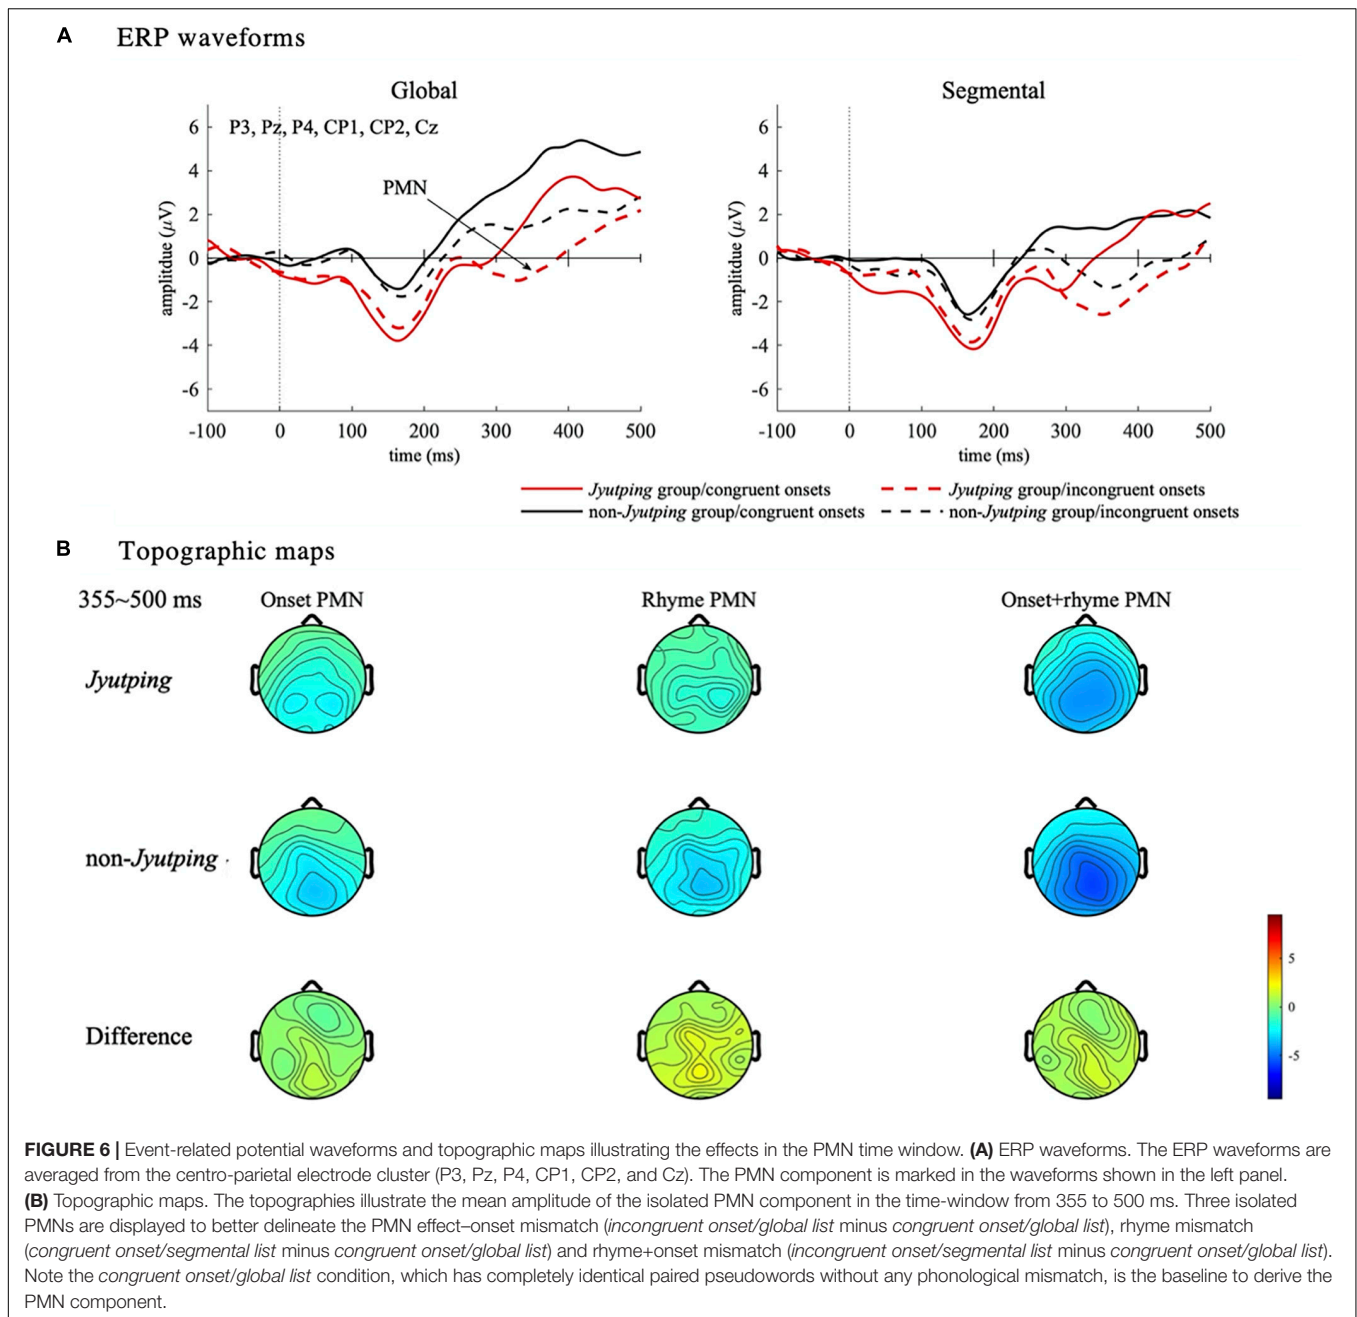 A ERP waveforms
Global
Segmental
P3, Pz, P4, CP1, CP2, Cz
PMN
amplitdue (μV)
6
4
2
0
-2
-4
-6
-100 0 100 200 300 400 500
time (ms)
amplitdue (μV)
6
4
2
0
-2
-4
-6
-100 0 100 200 300 400 500
time (ms)
Jyutping group/congruent onsets
Jyutping group/incongruent onsets
non-Jyutping group/congruent onsets
non-Jyutping group/incongruent onsets
B Topographic maps
355~500 ms Onset PMN Rhyme PMN Onset+rhyme PMN
Jyutping
non-Jyutping
Difference
5
0
-5
FIGURE 6 | Event-related potential waveforms and topographic maps illustrating the effects in the PMN time window. (A) ERP waveforms. The ERP waveforms are
averaged from the centro-parietal electrode cluster (P3, Pz, P4, CP1, CP2, and Cz). The PMN component is marked in the waveforms shown in the left panel.
(B) Topographic maps. The topographies illustrate the mean amplitude of the isolated PMN component in the time-window from 355 to 500 ms. Three isolated
PMNs are displayed to better delineate the PMN effect–onset mismatch (incongruent onset/global list minus congruent onset/global list), rhyme mismatch
(congruent onset/segmental list minus congruent onset/global list) and rhyme+onset mismatch (incongruent onset/segmental list minus congruent onset/global list).
Note the congruent onset/global list condition, which has completely identical paired pseudowords without any phonological mismatch, is the baseline to derive the
PMN component.